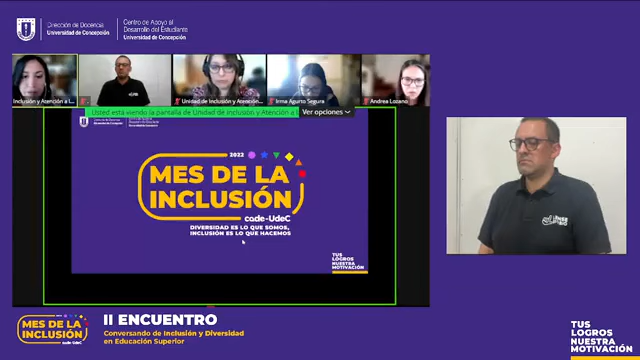 Dirección de Docencia
Universidad de Concepción
Centro de Apoyo al
Desarrollo del Estudiante
Universidad de Concepción
Inclusión y Atención a l...
Unidad de Inclusión y Atención...
Irma Agurto Segura
Andrea Lozano
Usted está viendo la pantalla de Unidad de Inclusión y Atención a
Ver opciones
2022
MES DE LA
INCLUSIÓN
cade-UdeC
DIVERSIDAD ES LO QUE SOMOS,
INCLUSIÓN ES LO QUE HACEMOS
TUS
LOGROS
NUESTRA
MOTIVACIÓN
MES DE LA
INCLUSIÓN
cade-UdeC
II ENCUENTRO
Conversando de Inclusión y Diversidad
en Educación Superior
TUS
LOGROS
NUESTRA
MOTIVACIÓN